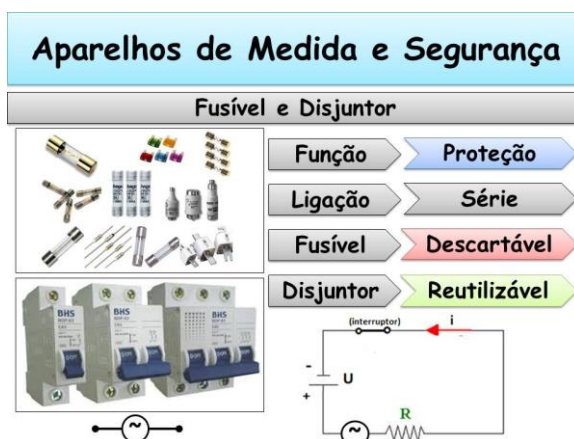 Aparelhos de Medida e Segurança
Fusível e Disjuntor
Função
Proteção
Ligação
Série
Fusível
Descartável
Disjuntor
Reutilizável
BHS
BHS
BHS
(interruptor)
i
-
U
+
R
~
~